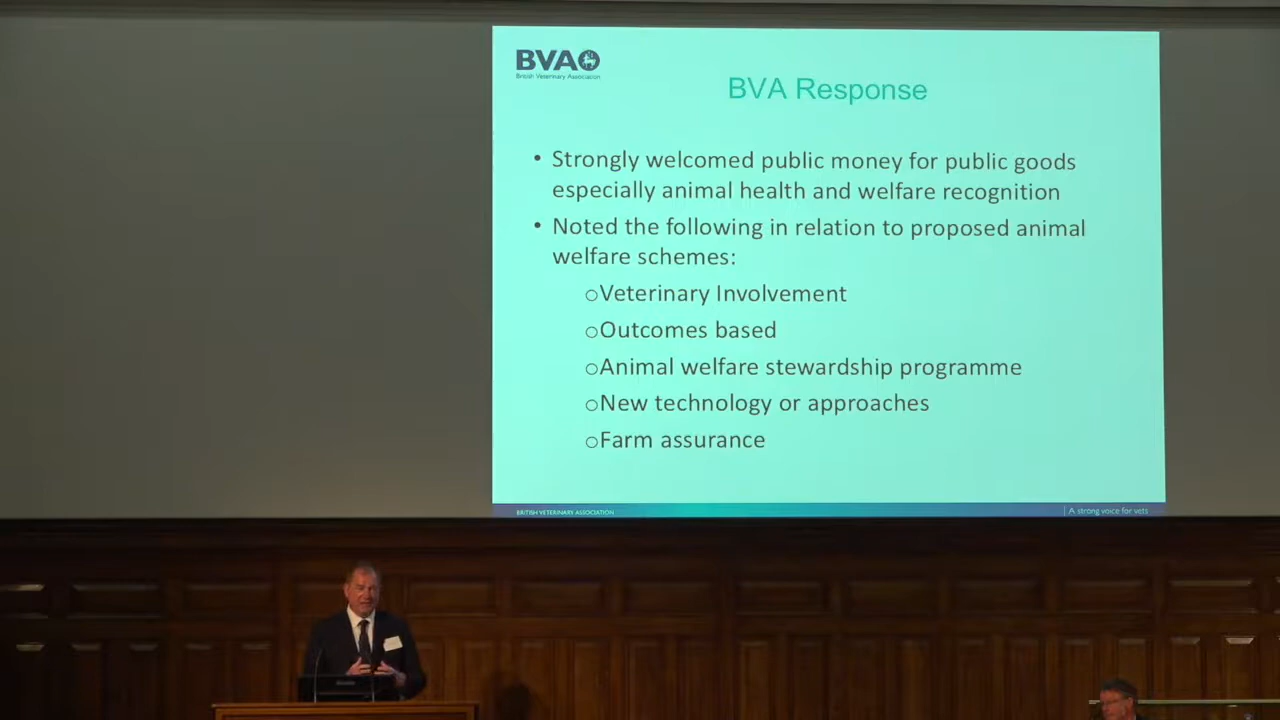 BVA
British Veterinary Association
BVA Response
• Strongly welcomed public money for public goods
especially animal health and welfare recognition
• Noted the following in relation to proposed animal
welfare schemes:
○Veterinary Involvement
○Outcomes based
○Animal welfare stewardship programme
○New technology or approaches
○Farm assurance
BRITISH VETERINARY ASSOCIATION
| A strong voice for vets